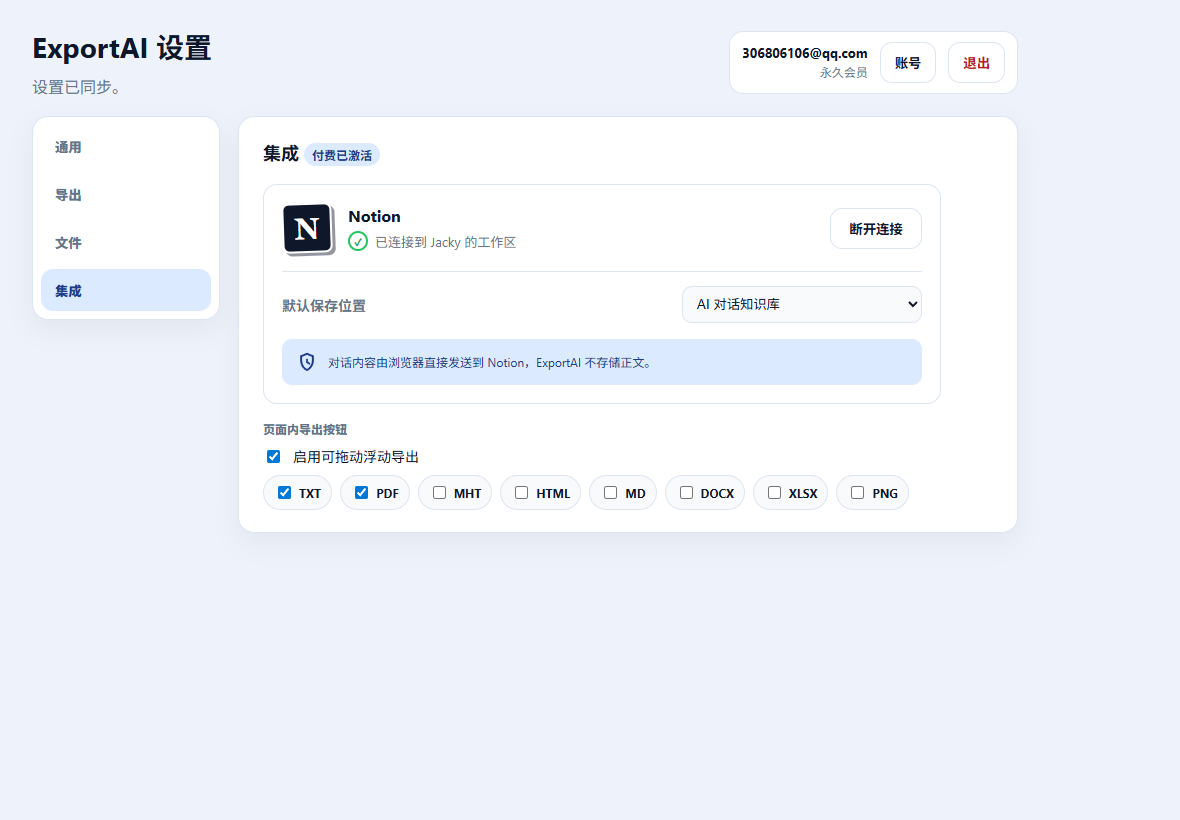 ExportAI 设置
设置已同步。
306806106@qq.com
永久会员
账号
退出
通用
导出
文件
集成
集成 付费已激活
N
Notion
已连接到 Jacky 的工作区
断开连接
默认保存位置
AI 对话知识库
对话内容由浏览器直接发送到 Notion，ExportAI 不存储正文。
页面内导出按钮
启用可拖动浮动导出
TXT PDF MHT HTML MD DOCX XLSX PNG